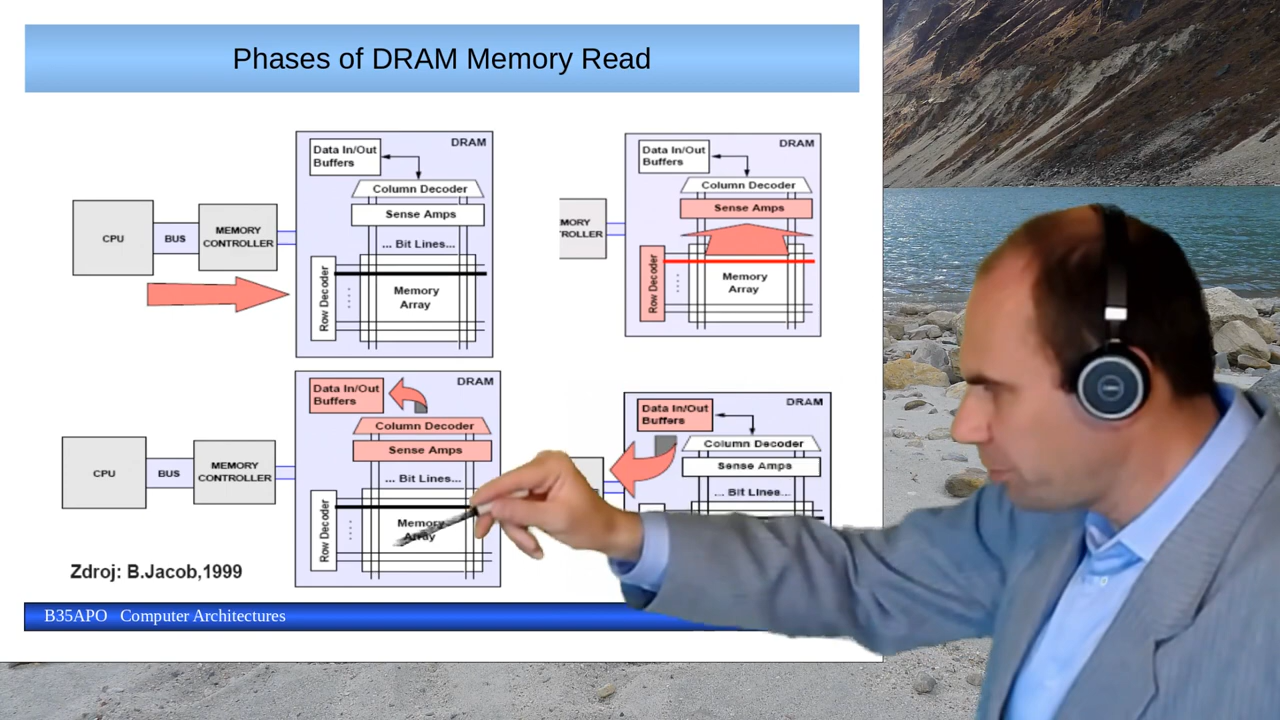 Phases of DRAM Memory Read
DRAM
Data In/Out
Buffers
Column Decoder
Sense Amps
... Bit Lines...
Memory
Array
Row Decoder
CPU
BUS
MEMORY
CONTROLLER
DRAM
Data In/Out
Buffers
Column Decoder
Sense Amps
Memory
Array
Row Decoder
MORY
ROLLER
DRAM
Data In/Out
Buffers
Column Decoder
Sense Amps
... Bit Lines...
Memory
Array
Row Decoder
CPU
BUS
MEMORY
CONTROLLER
DRAM
Data In/Out
Buffers
Column Decoder
Sense Amps
... Bit Lines...
Zdroj: B.Jacob,1999
B35APO Computer Architectures